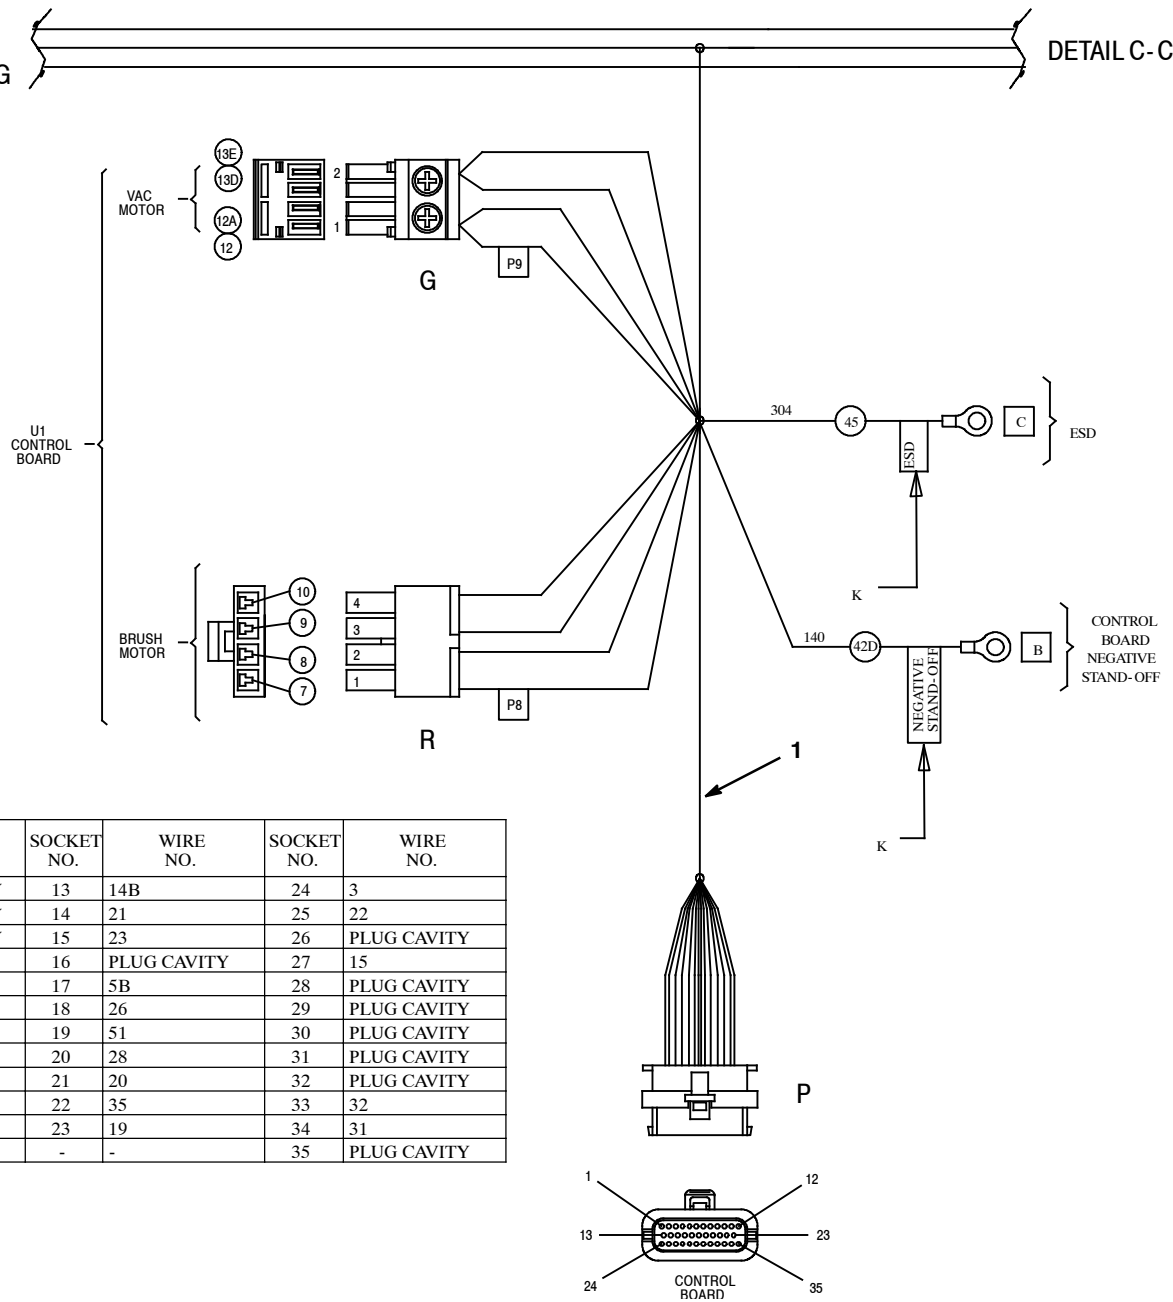 DETAIL C-C
G
13E
13D
12A
12
VAC
MOTOR
2
1
P9
G
U1
CONTROL
BOARD
304
45
ESD
C
ESD
K
BRUSH
MOTOR
10
9
8
7
4
3
2
1
P8
R
140
42D
NEGATIVE
STAND-OFF
B
CONTROL
BOARD
NEGATIVE
STAND-OFF
K
1
SOCKET NO. WIRE NO. SOCKET NO. WIRE NO.
Y 13 14B 24 3
Y 14 21 25 22
Y 15 23 26 PLUG CAVITY
16 PLUG CAVITY 27 15
17 5B 28 PLUG CAVITY
18 26 29 PLUG CAVITY
19 51 30 PLUG CAVITY
20 28 31 PLUG CAVITY
21 20 32 PLUG CAVITY
22 35 33 32
23 19 34 31
- - 35 PLUG CAVITY
P
1 12
13 23
24 35
CONTROL
BOARD